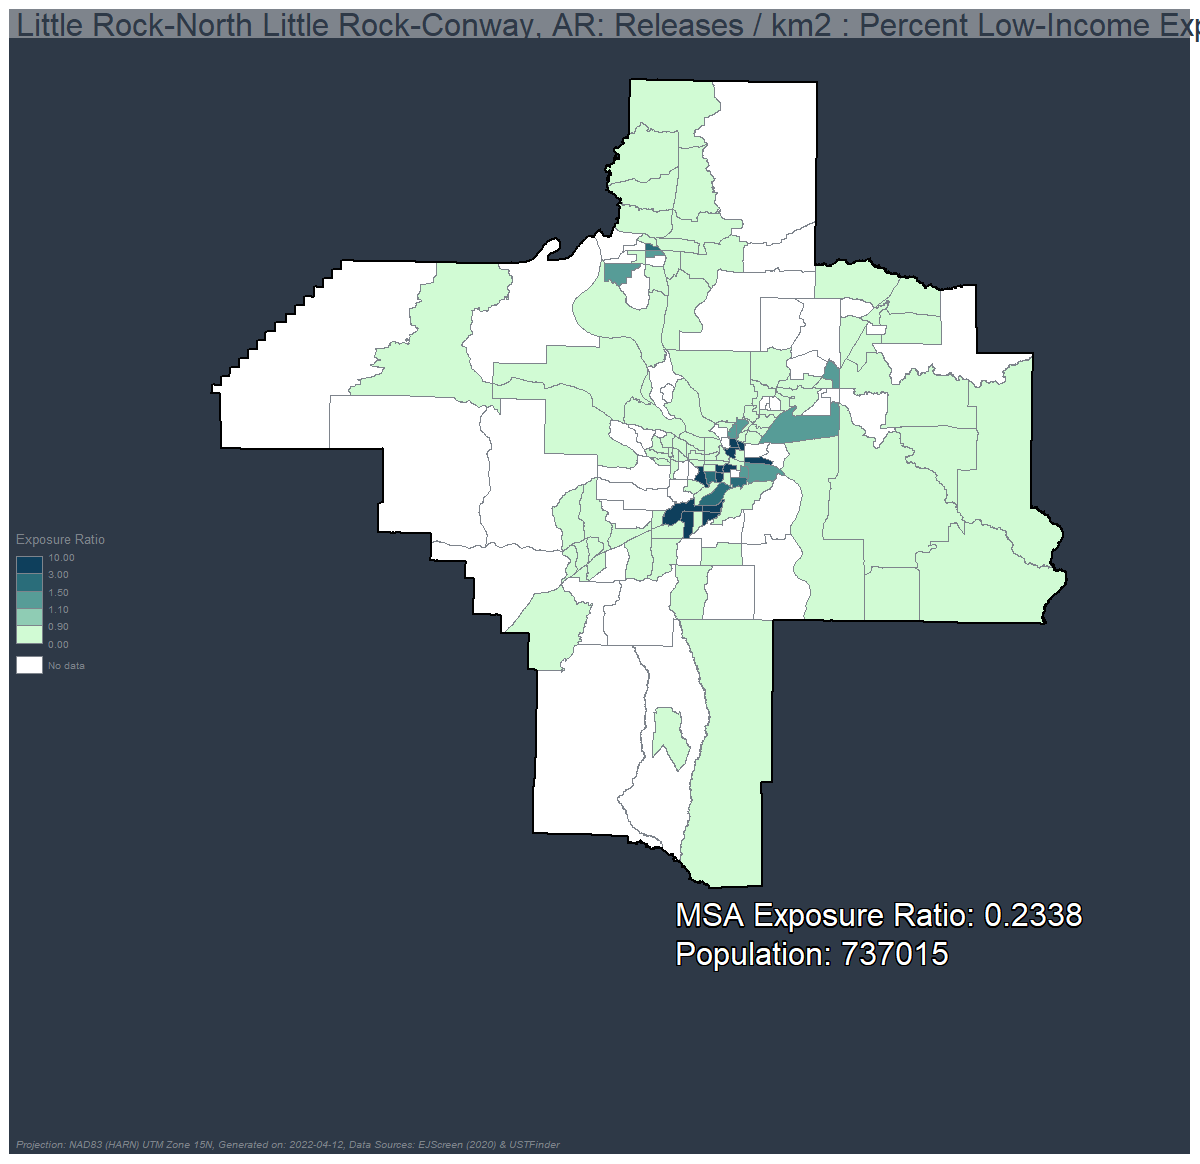 Little Rock-North Little Rock-Conway, AR: Releases / km2 : Percent Low-Income Exp
Exposure Ratio
10.00
3.00
1.50
1.10
0.90
0.00
No data
MSA Exposure Ratio: 0.2338
Population: 737015
Projection: NAD83 (HARN) UTM Zone 15N, Generated on: 2022-04-12, Data Sources: EJScreen (2020) & USTFinder